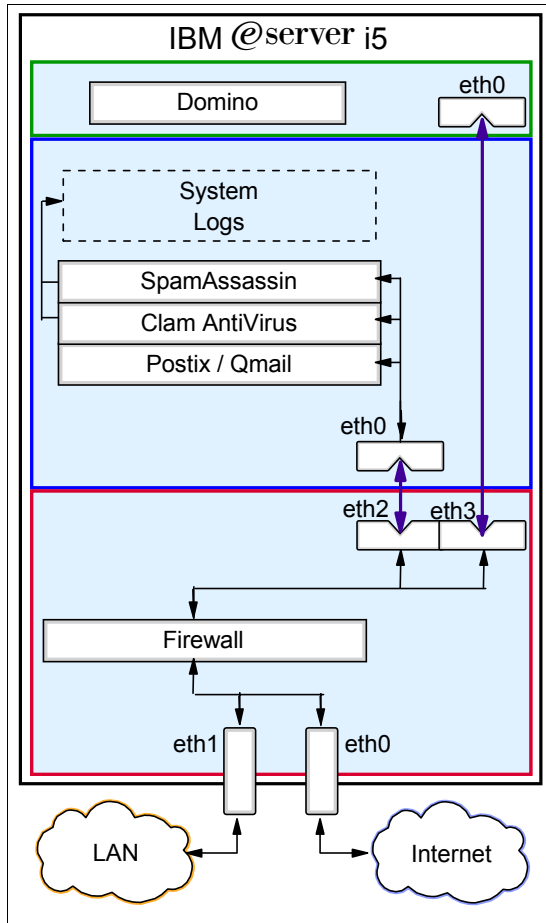 IBM @server i5
eth0
Domino
System
Logs
SpamAssassin
Clam AntiVirus
Postix / Qmail
eth0
eth2
eth3
Firewall
eth1
eth0
LAN
Internet